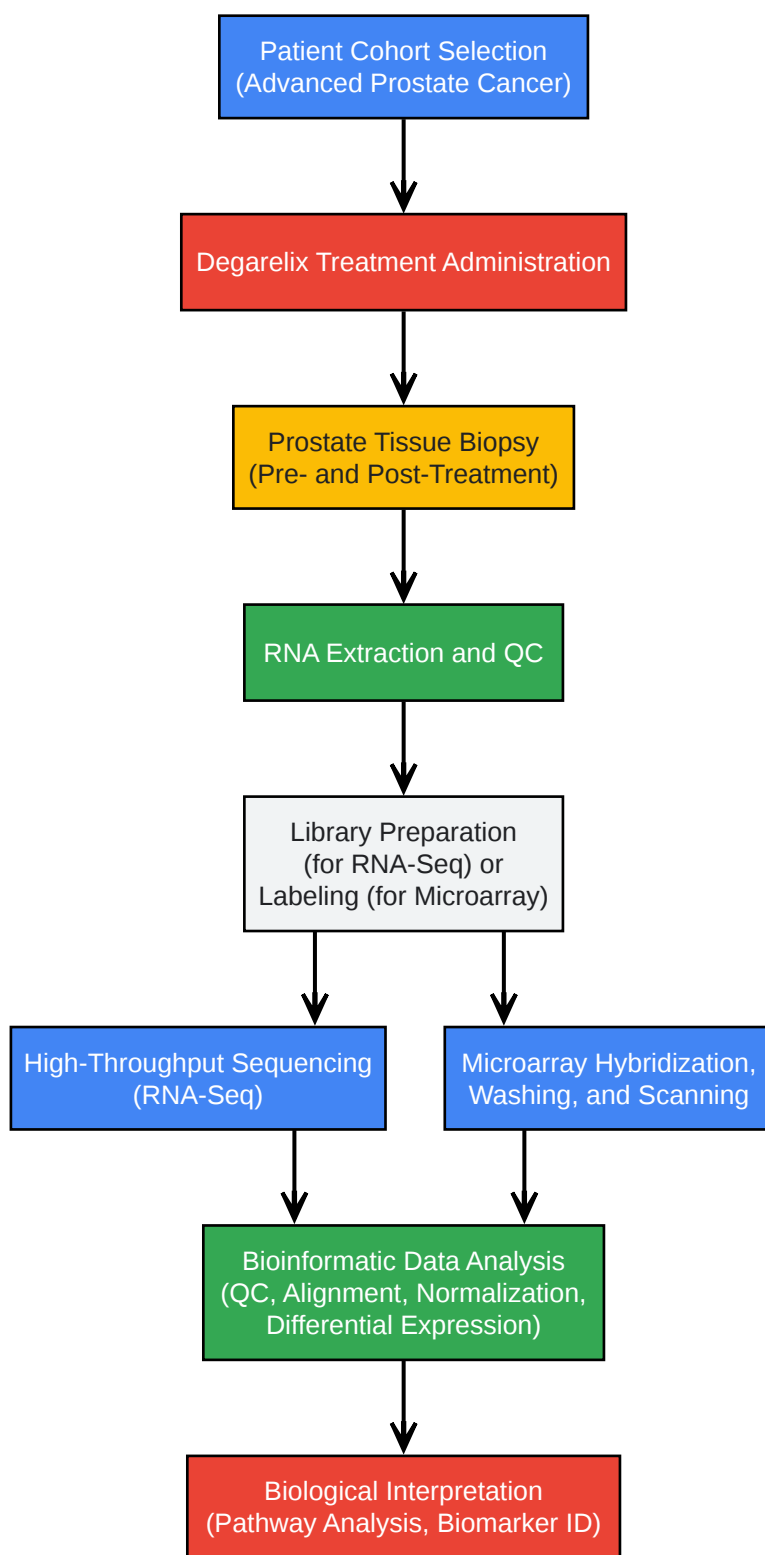 Patient Cohort Selection
(Advanced Prostate Cancer)
Degarelix Treatment Administration
Prostate Tissue Biopsy
(Pre- and Post-Treatment)
RNA Extraction and QC
Library Preparation
(for RNA-Seq) or
Labeling (for Microarray)
High-Throughput Sequencing
(RNA-Seq)
Microarray Hybridization,
Washing, and Scanning
Bioinformatic Data Analysis
(QC, Alignment, Normalization,
Differential Expression)
Biological Interpretation
(Pathway Analysis, Biomarker ID)